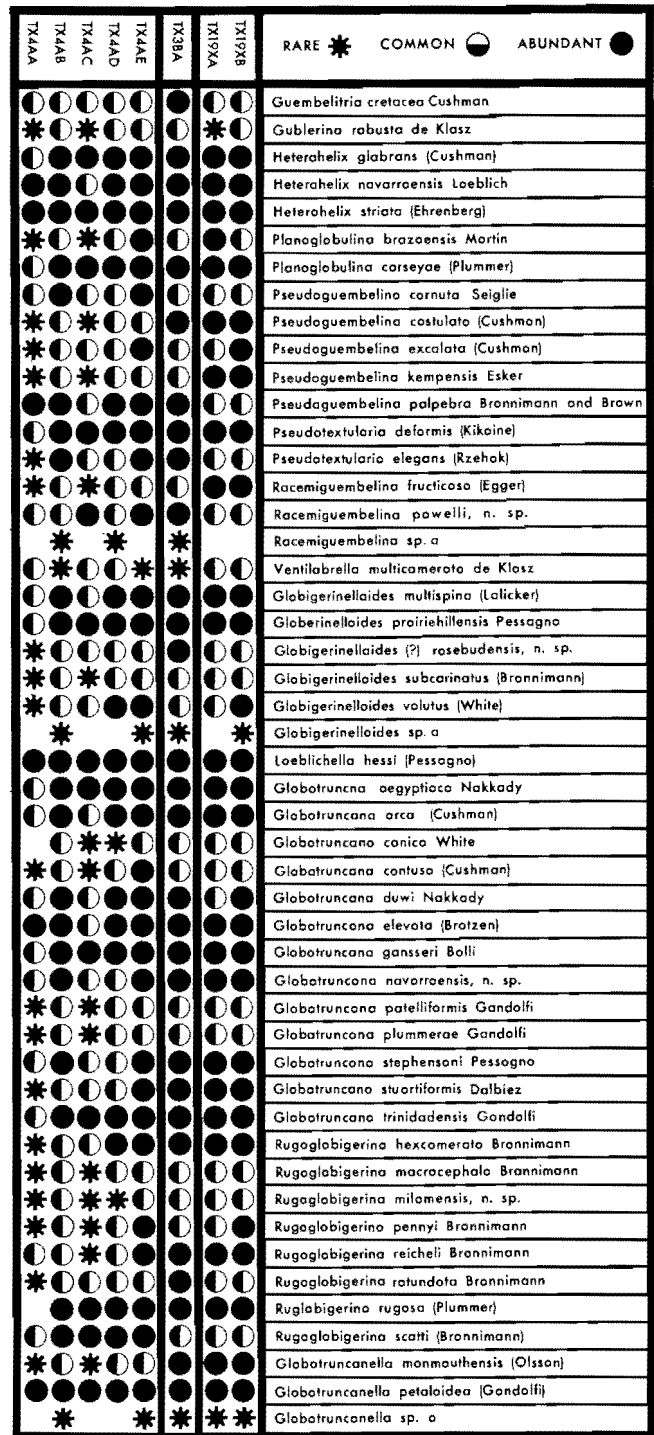 TX4AA TX4AB TX4AC TX4AD TX4AE TX3BA TX19XA TX19XB
RARE COMMON ABUNDANT
Guembelitria cretacea Cushman
Gublerina robusta de Klasz
Heterahelix glabrans (Cushman)
Heterahelix navarroensis Loeblich
Heterohelix striata (Ehrenberg)
Planoglobulina brazoensis Martin
Planoglobulina carseyae (Plummer)
Pseudoguembelina cornuta Seiglie
Pseudoguembelina costulata (Cushman)
Pseudoguembelina excalata (Cushman)
Pseudoguembelina kempensis Esker
Pseudoguembelina palpebra Bronnimann and Brown
Pseudotextularia deformis (Kikoine)
Pseudotextularia elegans (Rzehak)
Racemiguembelina fructicosa (Egger)
Racemiguembelina powelli, n. sp.
Racemiguembelina sp. a
Ventilabrella multicamerata de Klasz
Globigerinelloides multispina (Lalicker)
Globerinelloides prairiehillensis Pessagno
Globigerinelloides (?) rosebudensis, n. sp.
Globigerinelloides subcarinatus (Bronnimann)
Globigerinelloides volutus (White)
Globigerinelloides sp. a
Loeblichella hessi (Pessagno)
Globotruncna aegyptiaca Nakkady
Globotruncana arca (Cushman)
Globotruncana conica White
Globotruncana contusa (Cushman)
Globotruncana duwi Nakkady
Globotruncana elevata (Brotzen)
Globotruncana gansseri Bolli
Globotruncana navarroensis, n. sp.
Globotruncana patelliformis Gandolfi
Globotruncana plummerae Gandolfi
Globotruncana stephensoni Pessagno
Globotruncana stuartiformis Dalbiez
Globotruncana trinidadensis Gandolfi
Rugoglobigerina hexcamerata Bronnimann
Rugoglobigerina macrocephala Bronnimann
Rugoglobigerina milamensis, n. sp.
Rugoglobigerina pennyi Bronnimann
Rugoglobigerina reicheli Bronnimann
Rugoglobigerina rotundata Bronnimann
Ruglobigerina rugosa (Plummer)
Rugoglobigerina scotti (Bronnimann)
Globotruncanella monmouthensis (Olsson)
Globotruncanella petaloidea (Gandolfi)
Globotruncanella sp. a